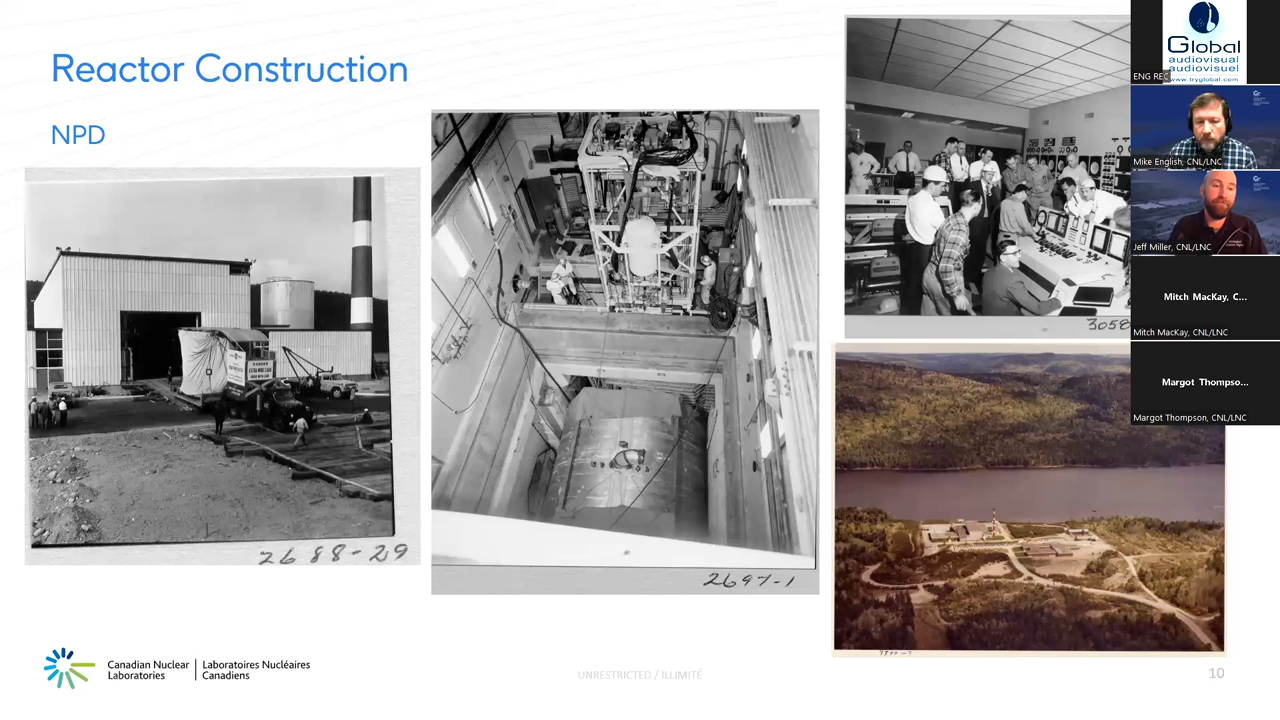 Reactor Construction
NPD
2688-29
2697-1
3058
Canadian Nuclear
Laboratories
Laboratoires Nucléaires
Canadiens
UNRESTRICTED / ILLIMITÉ
10
Global
audiovisual
audiovisuel
www.tryglobal.com
ENG REC
Mike English, CNL/LNC
Jeff Miller, CNL/LNC
Mitch MacKay, C...
Mitch MacKay, CNL/LNC
Margot Thompso...
Margot Thompson, CNL/LNC